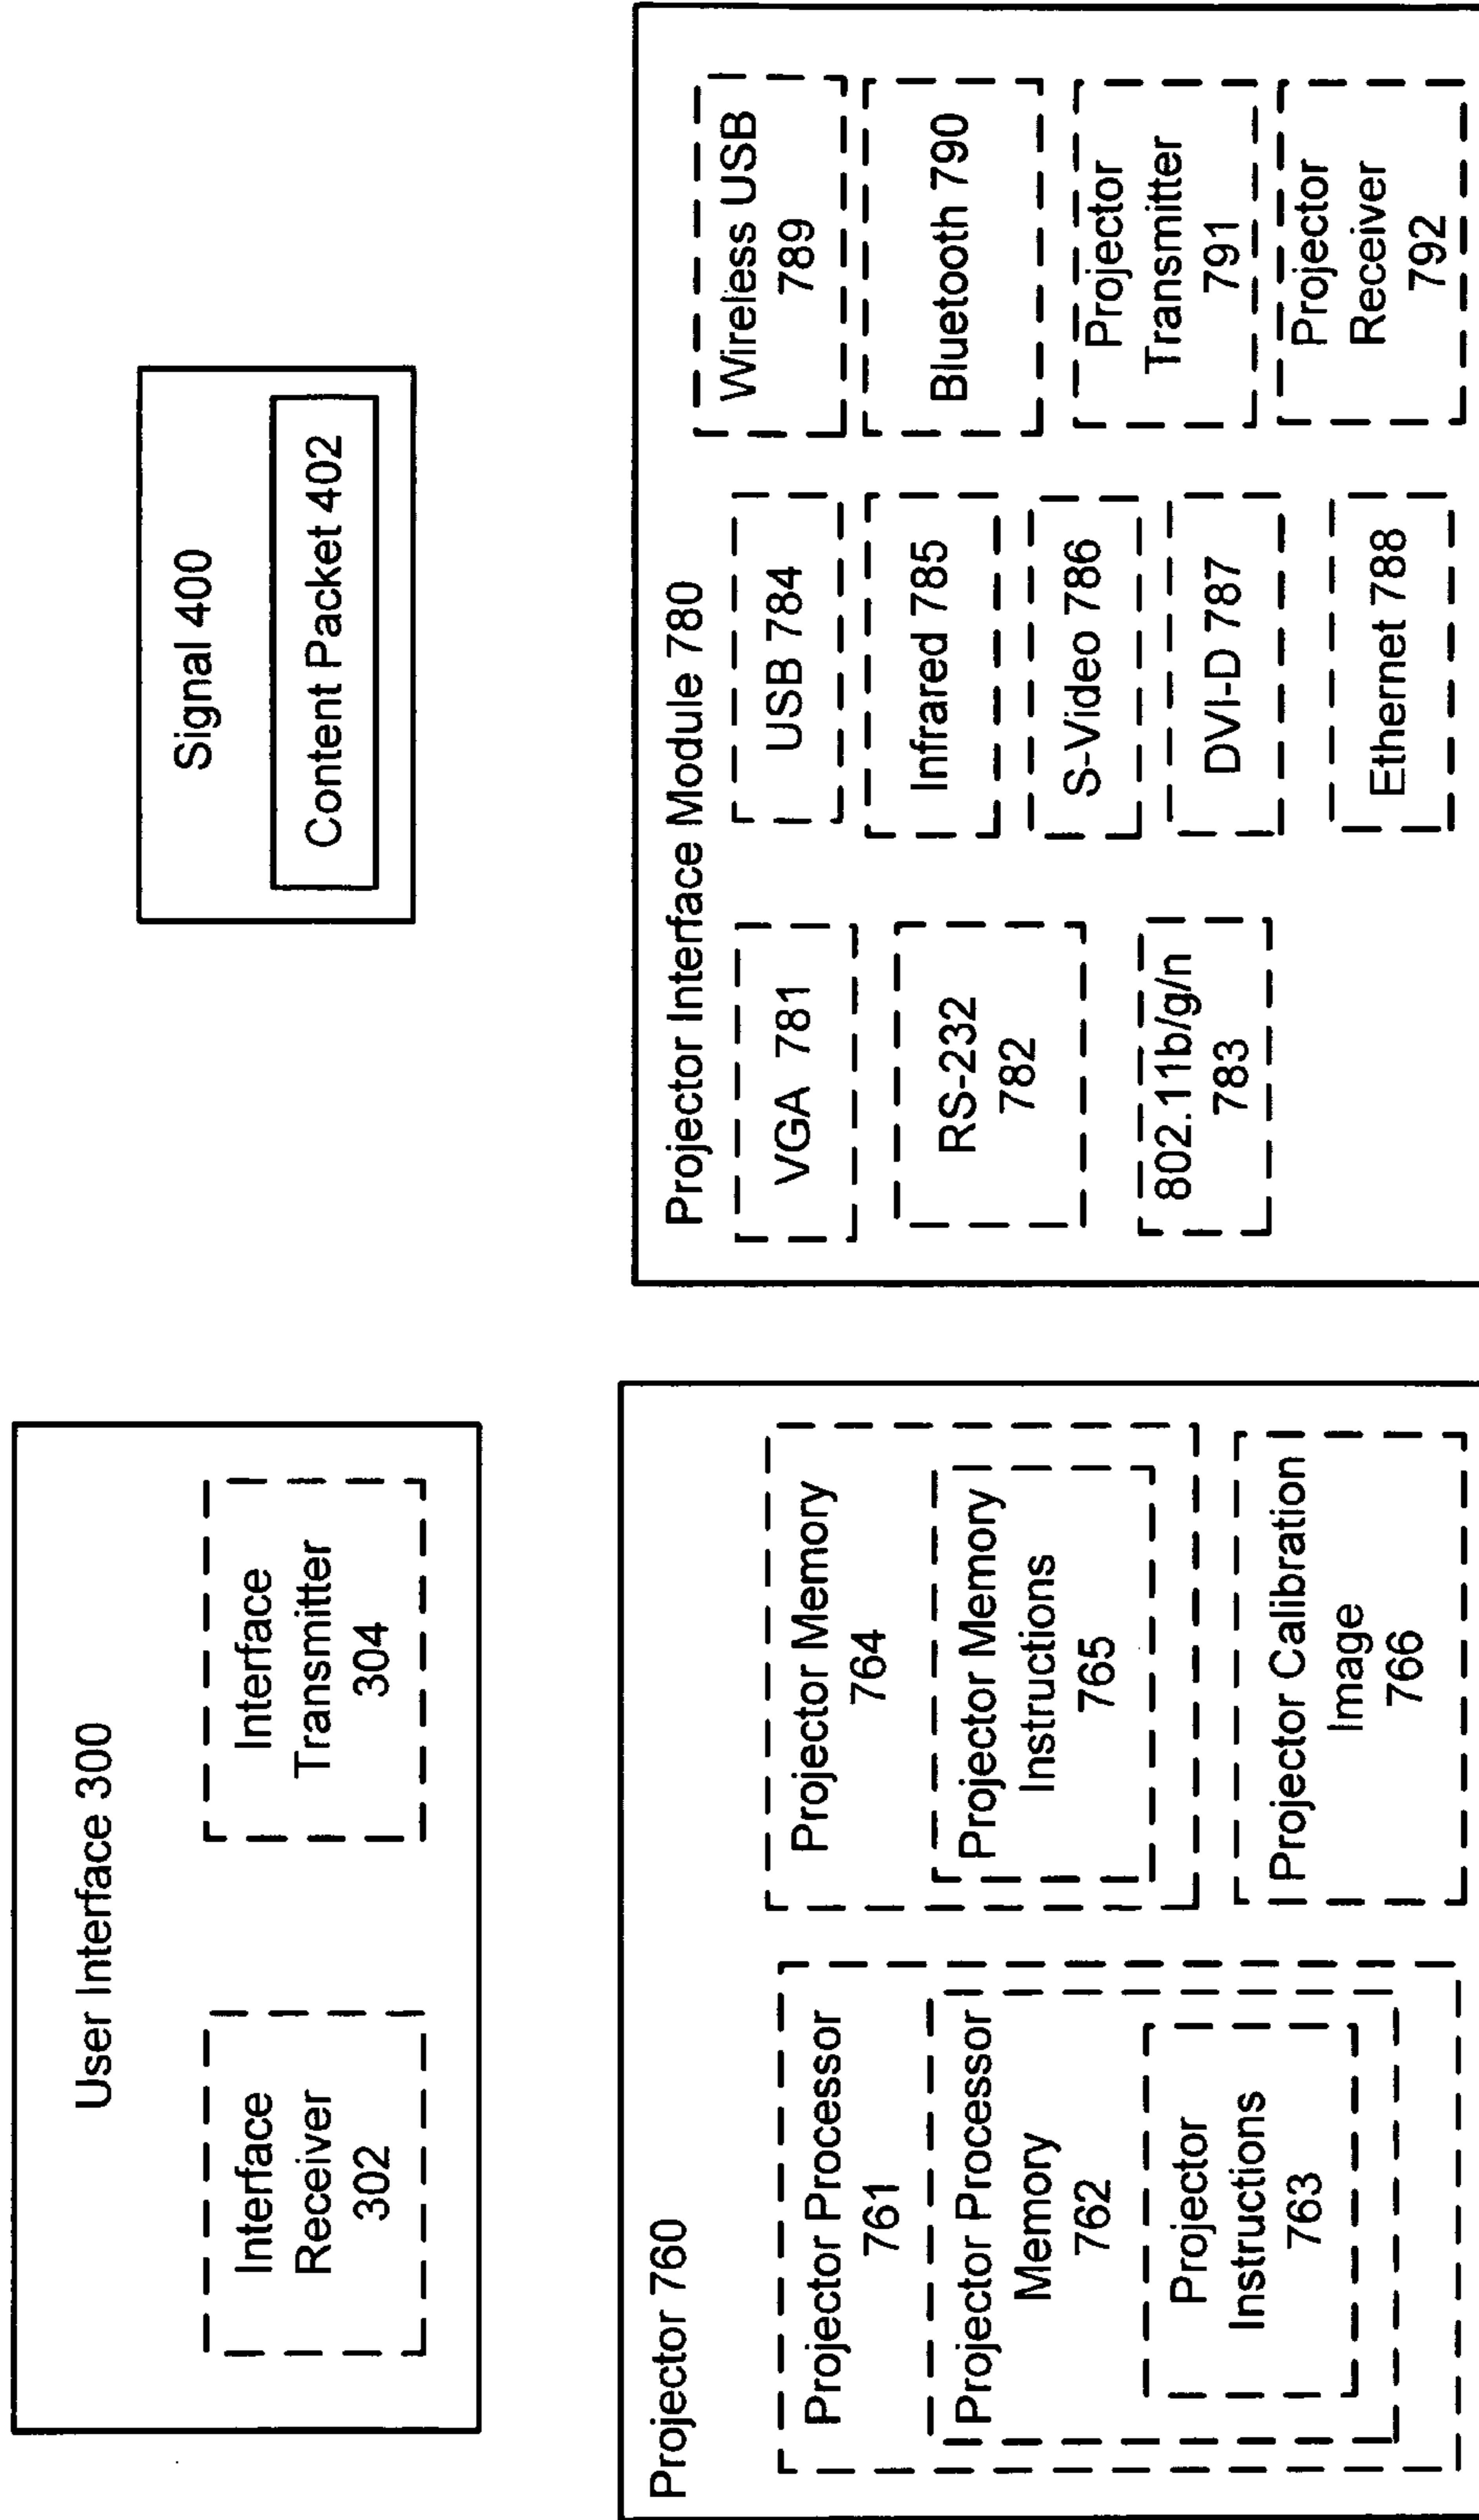 User Interface 300
Interface
Receiver
302
Interface
Transmitter
304
Signal 400
Content Packet 402
Projector 760
Projector Processor
761
Projector Processor
Memory
762
Projector
Instructions
763
Projector Memory
764
Projector Memory
Instructions
765
Projector Calibration
Image
766
Projector Interface Module 780
VGA 781
RS-232
782
802.11b/g/n
783
USB 784
Infrared 785
S-Video 786
DVI-D 787
Ethernet 788
Wireless USB
789
Bluetooth 790
Projector
Transmitter
791
Projector
Receiver
792